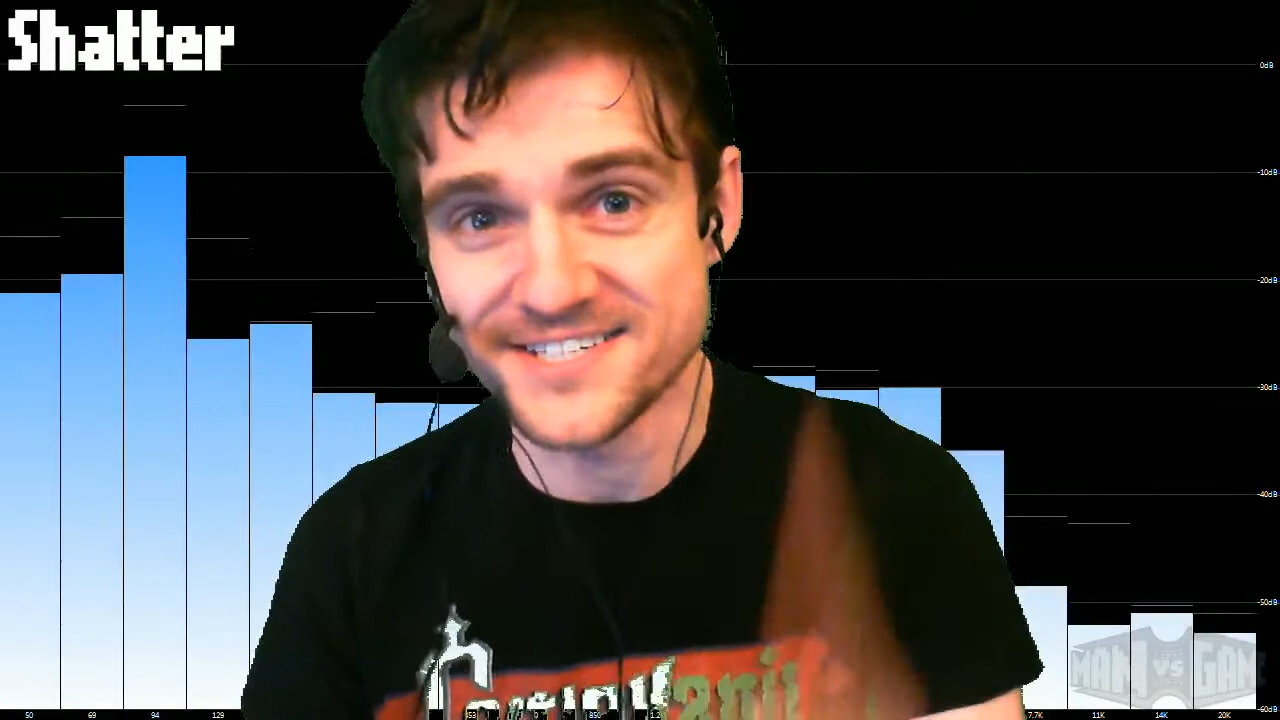 Shatter
0dB
-10dB
-20dB
-30dB
-40dB
-50dB
-60dB
MAN VS GAME
50 69 94 129 7.7K 11K 14K 20K